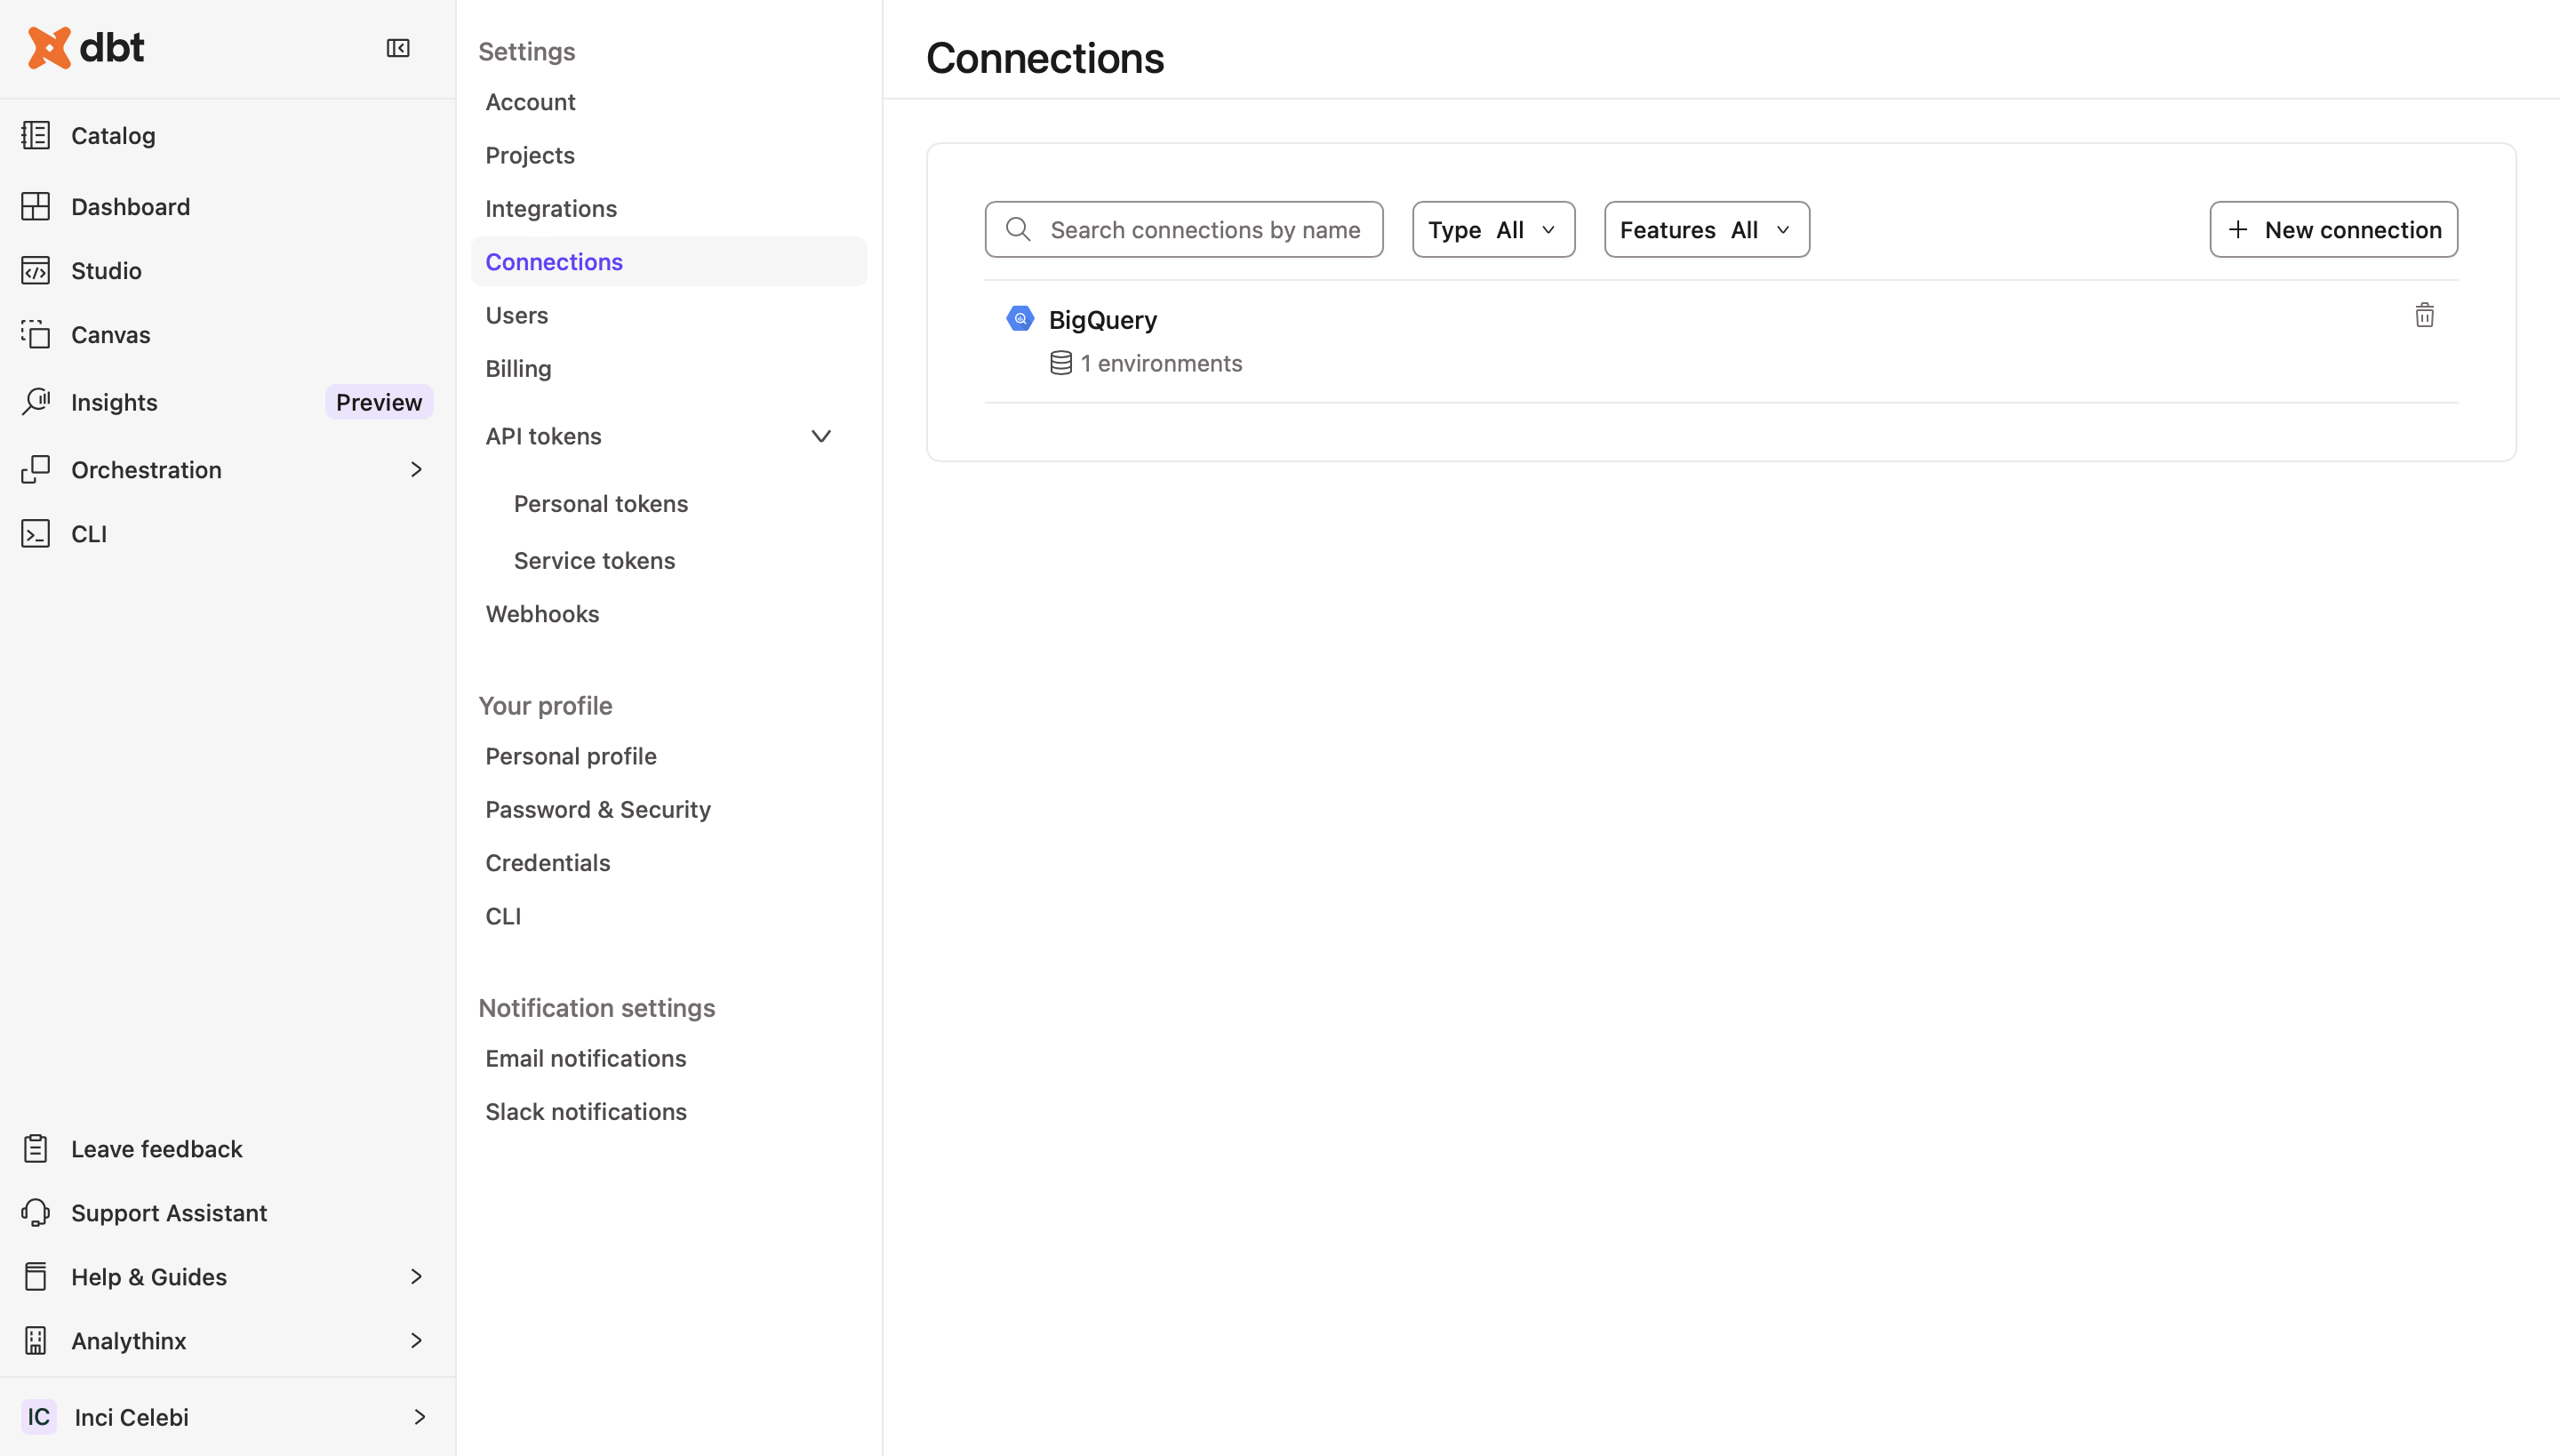 dbt
Catalog
Dashboard
Studio
Canvas
Insights Preview
Orchestration
CLI
Leave feedback
Support Assistant
Help & Guides
Analythinx
IC Inci Celebi
Settings
Account
Projects
Integrations
Connections
Users
Billing
API tokens
Personal tokens
Service tokens
Webhooks
Your profile
Personal profile
Password & Security
Credentials
CLI
Notification settings
Email notifications
Slack notifications
Connections
Search connections by name Type All Features All + New connection
BigQuery
1 environments